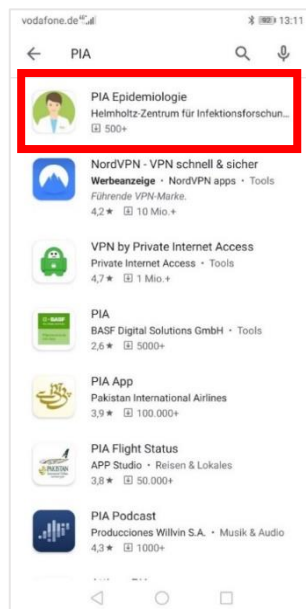 vodafone.de 13:11
PIA
PIA Epidemiologie
Helmholtz-Zentrum für Infektionsforschun...
500+
NordVPN - VPN schnell & sicher
Werbeanzeige • NordVPN apps • Tools
Führende VPN-Marke.
4,2★ 10 Mio.+
VPN by Private Internet Access
Private Internet Access • Tools
4,7★ 1 Mio.+
BASF
PIA
BASF Digital Solutions GmbH • Tools
2,6★ 5000+
PIA App
Pakistan International Airlines
3,9★ 100.000+
PIA Flight Status
APP Studio • Reisen & Lokales
3,8★ 50.000+
PIA Podcast
Producciones Willvin S.A. • Musik & Audio
4,3★ 1000+